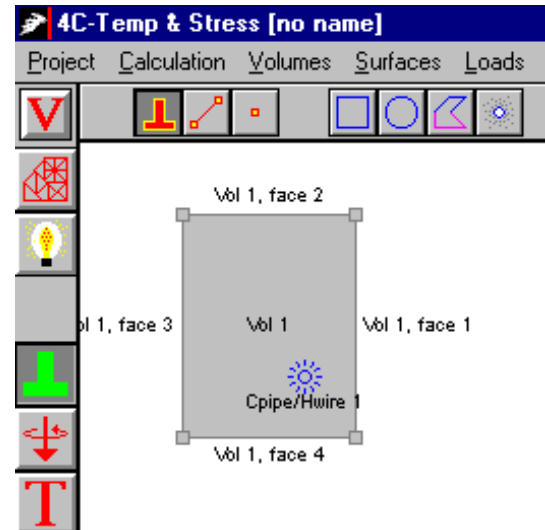 4C-Temp & Stress [no name]
Project Calculation Volumes Surfaces Loads
V
Vol 1, face 2
ol 1, face 3 Vol 1 Vol 1, face 1
Cpipe/Hwire 1
Vol 1, face 4
T